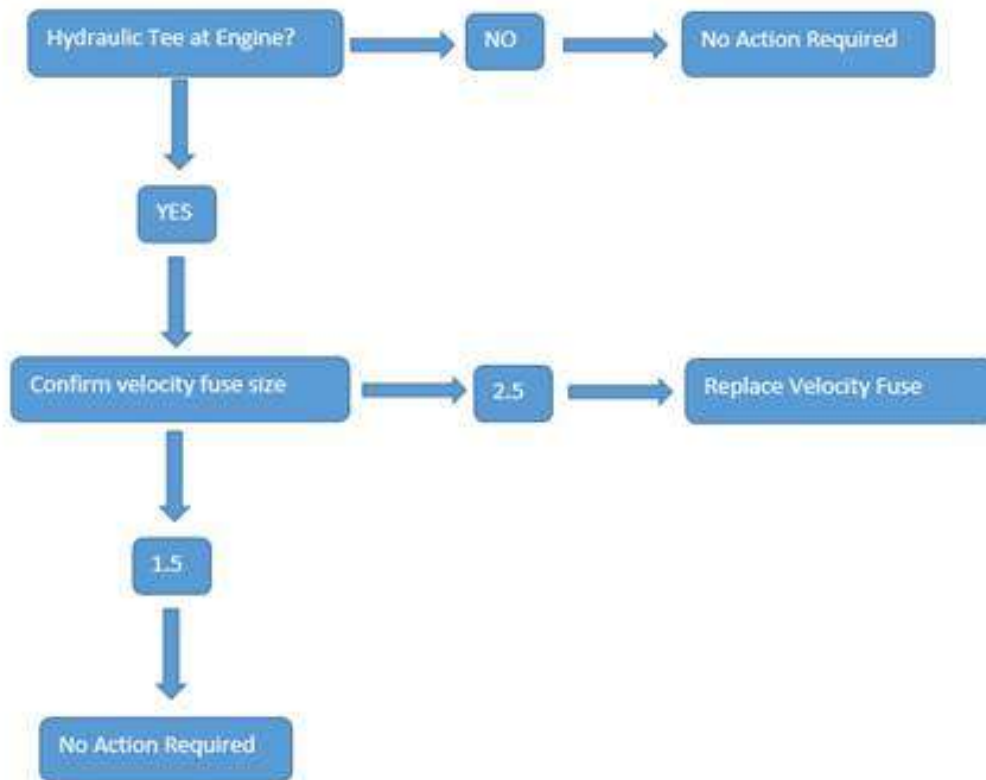 Hydraulic Tee at Engine?
NO
No Action Required
YES
Confirm velocity fuse size
2.5
Replace Velocity Fuse
1.5
No Action Required